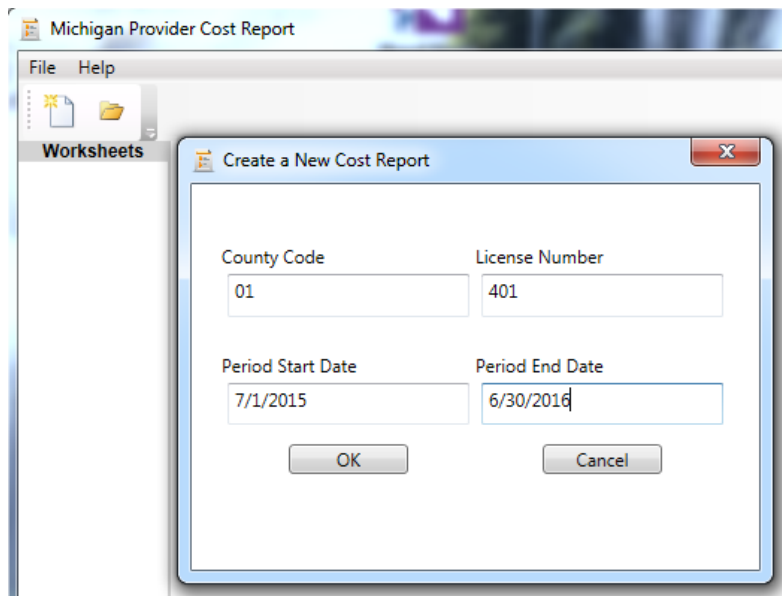 Michigan Provider Cost Report
File Help
Worksheets
Create a New Cost Report
County Code License Number
01 401
Period Start Date Period End Date
7/1/2015 6/30/2016
OK Cancel